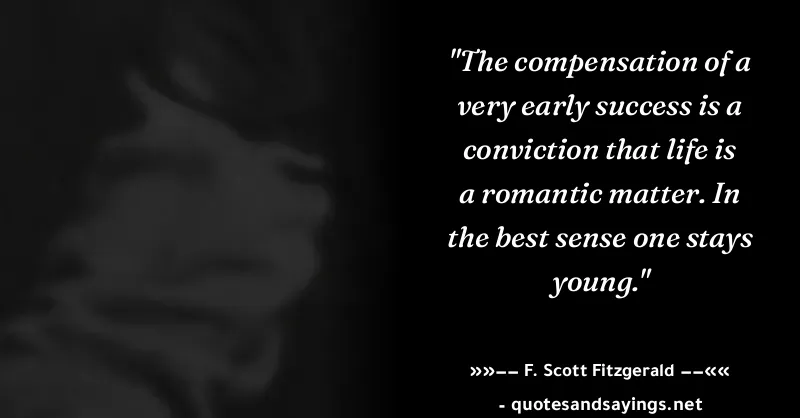 "The compensation of a
very early success is a
conviction that life is
a romantic matter. In
the best sense one stays
young."
»»–– F. Scott Fitzgerald ––««
- quotesandsayings.net